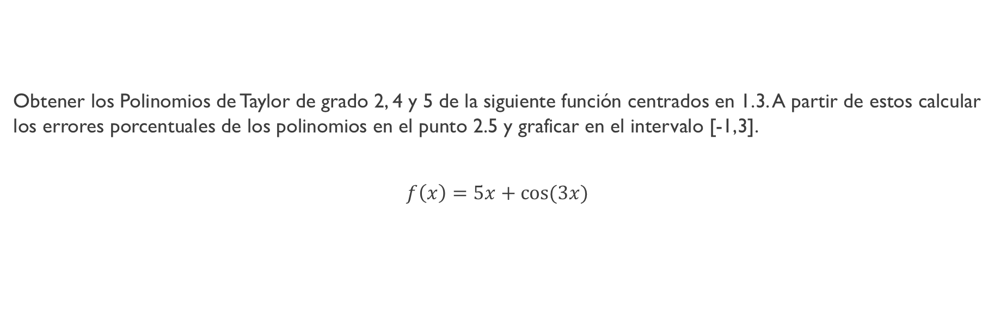 Obtener los Polinomios de Taylor de grado 2, 4 y 5 de la siguiente función centrados en 1.3. A partir de estos calcular
los errores porcentuales de los polinomios en el punto 2.5 y graficar en el intervalo [-1,3].
f(x) = 5x + cos(3x)